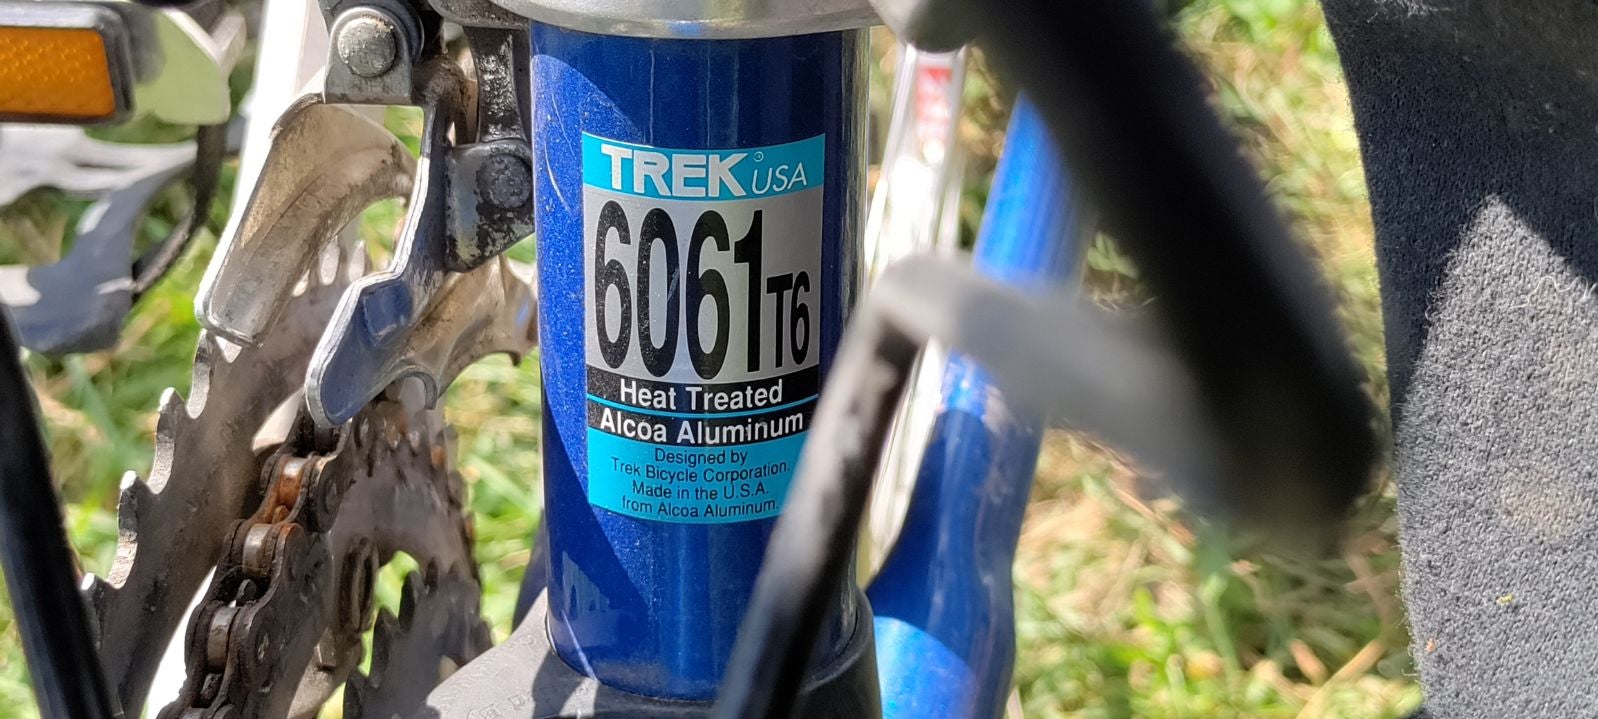 TREK® USA
6061 T6
Heat Treated
Alcoa Aluminum
Designed by
Trek Bicycle Corporation.
Made in the U.S.A.
from Alcoa Aluminum.